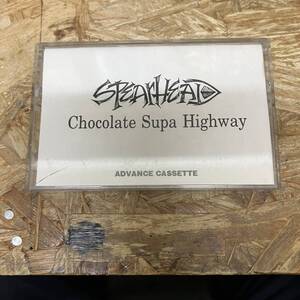 SPEARHEAD
Chocolate Supa Highway
ADVANCE CASSETTE